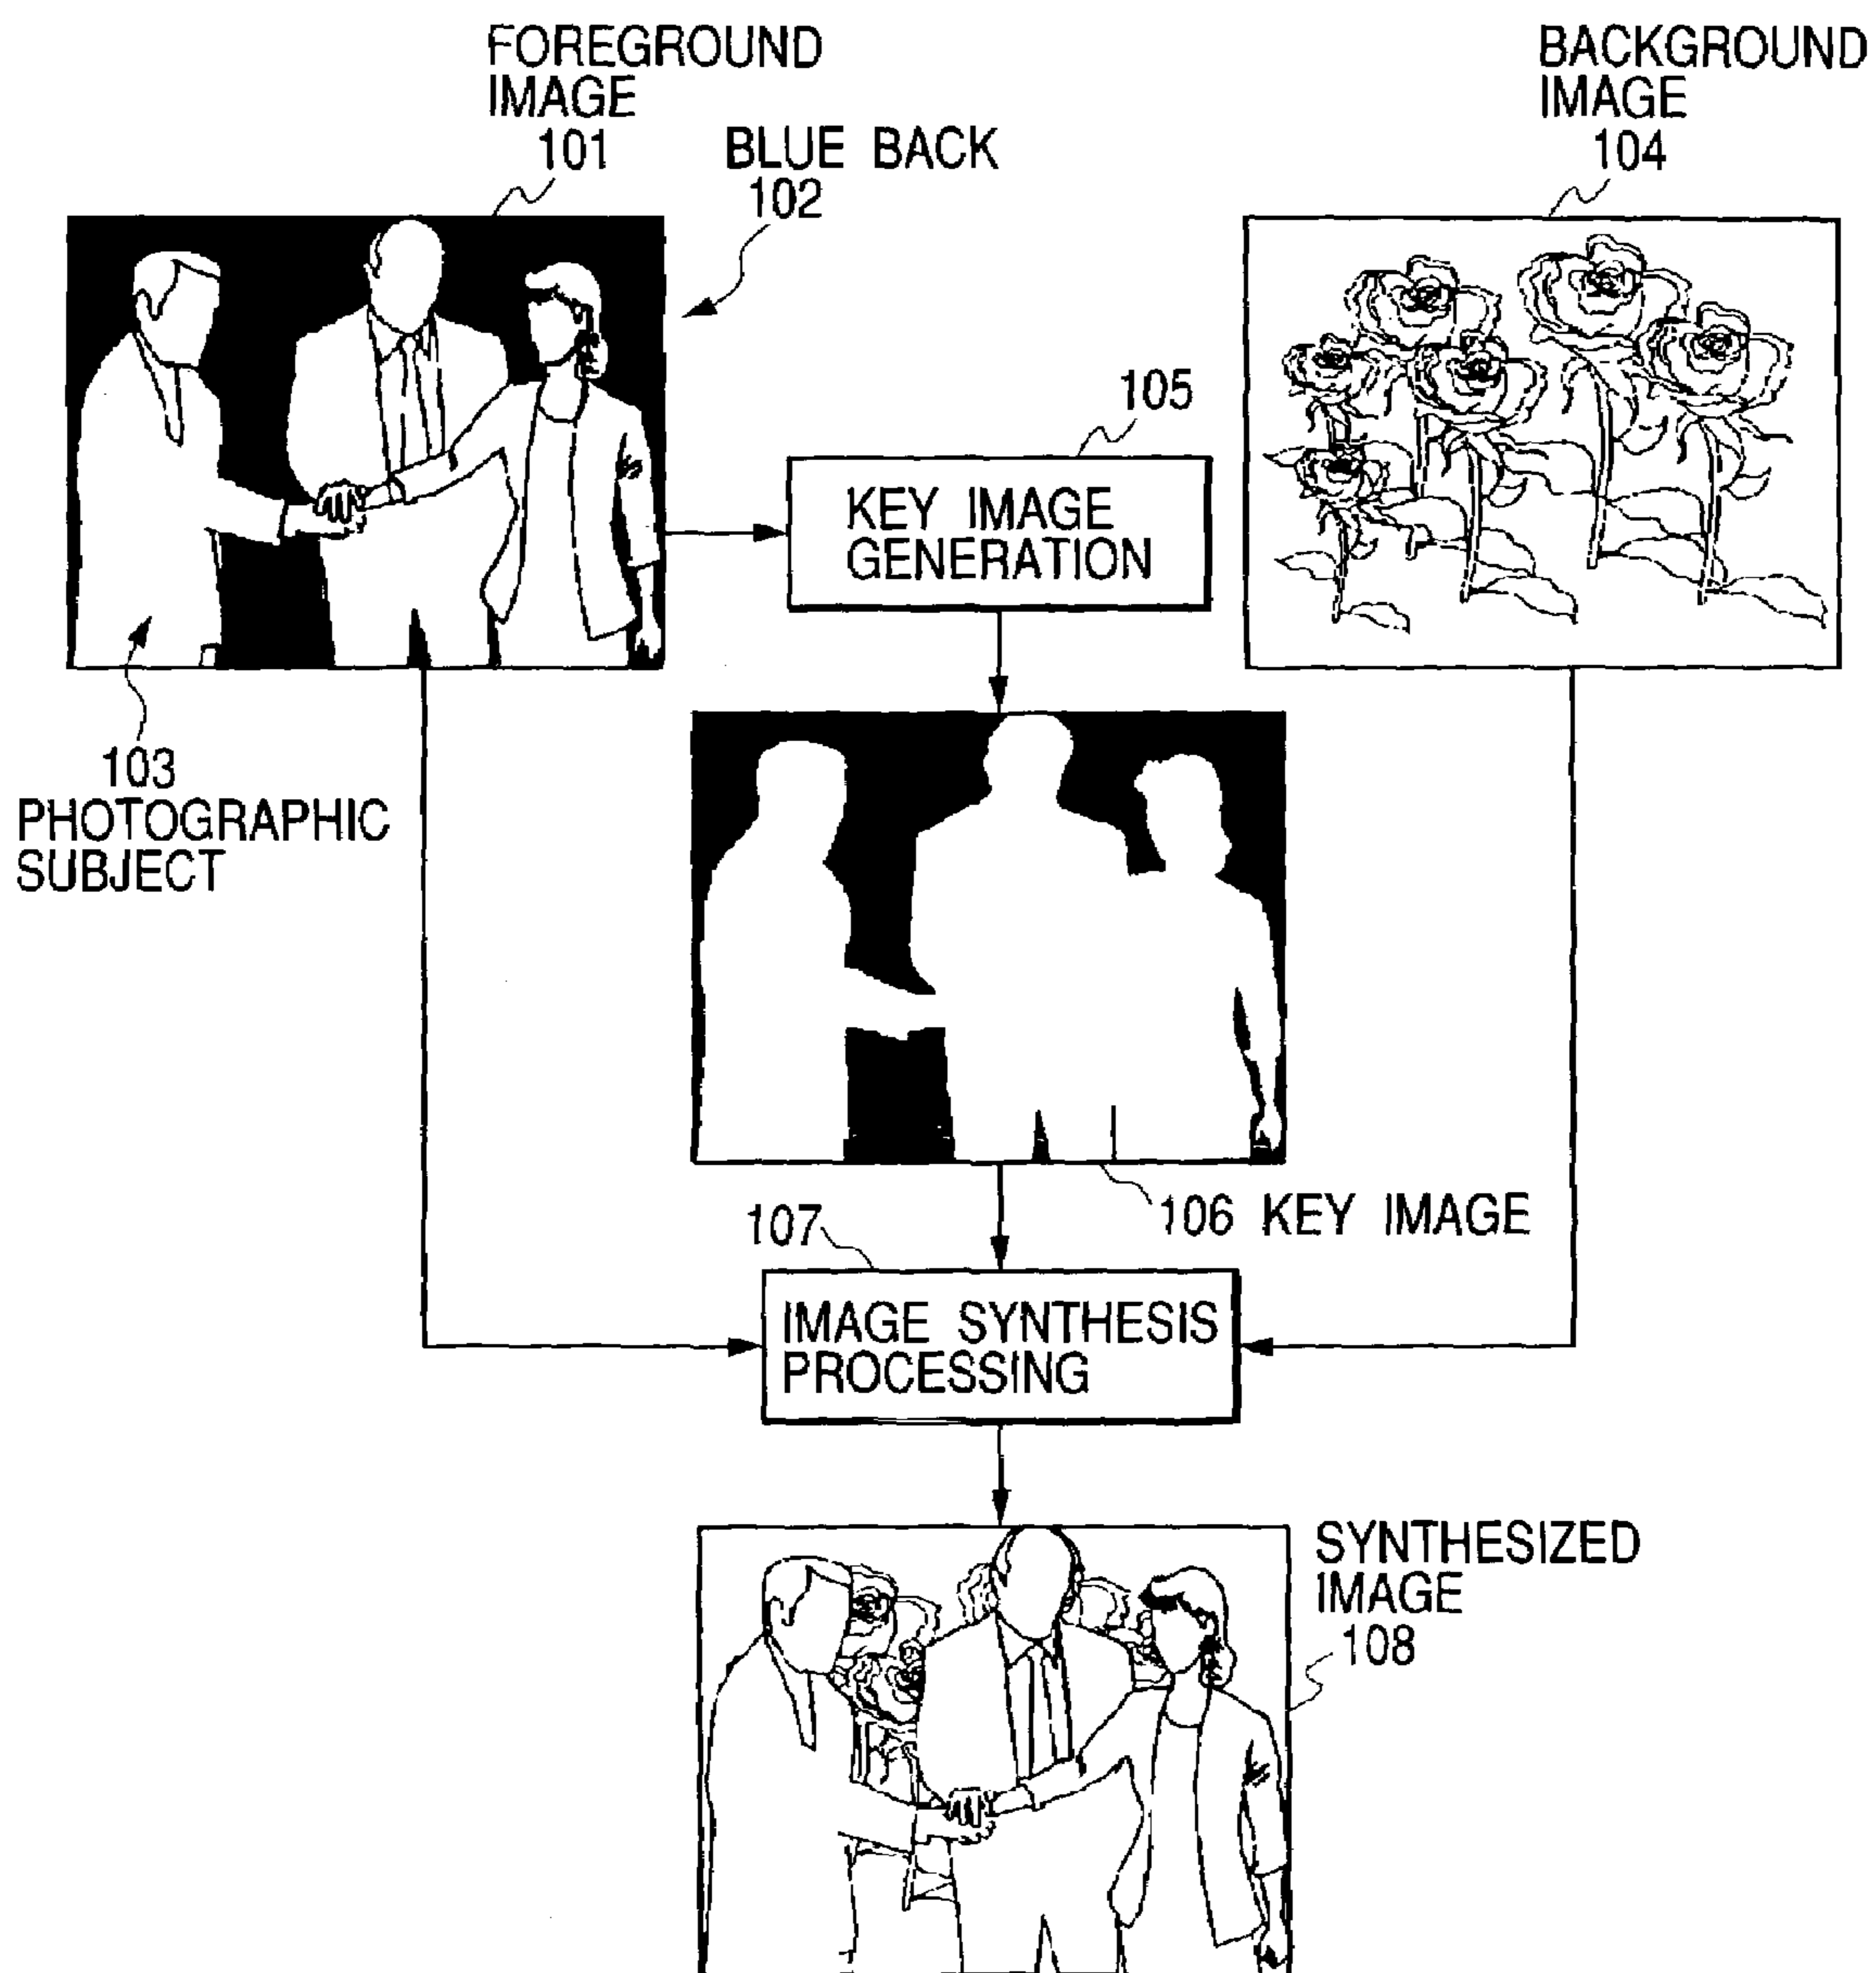 FOREGROUND
IMAGE
101
BLUE BACK
102
BACKGROUND
IMAGE
104
105
KEY IMAGE
GENERATION
103
PHOTOGRAPHIC
SUBJECT
106 KEY IMAGE
107
IMAGE SYNTHESIS
PROCESSING
SYNTHESIZED
IMAGE
108